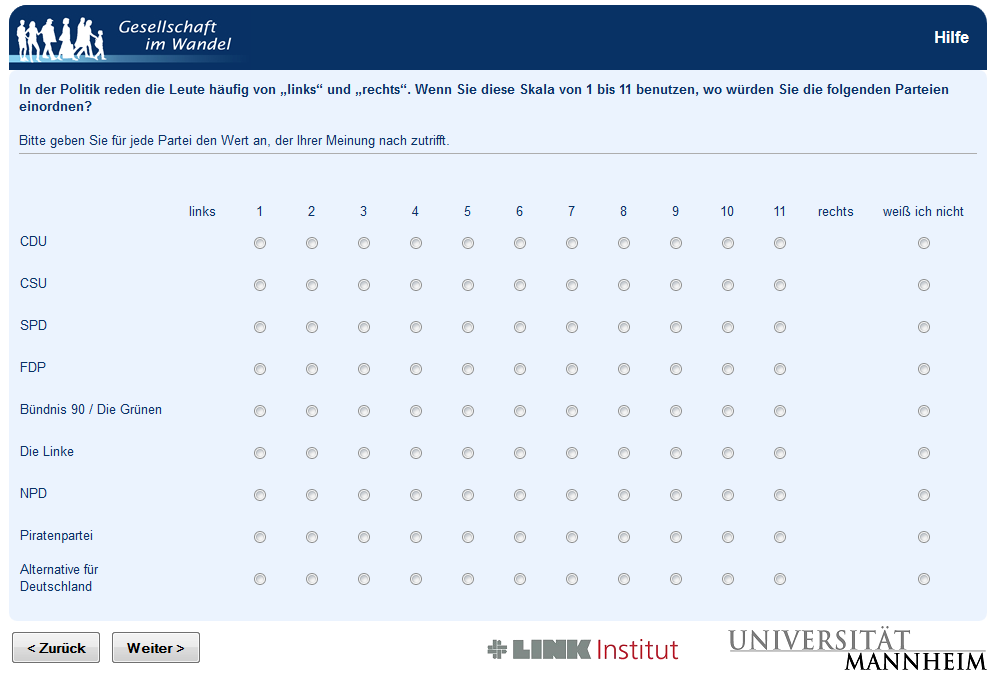 Gesellschaft
im Wandel
Hilfe
In der Politik reden die Leute häufig von „links“ und „rechts“. Wenn Sie diese Skala von 1 bis 11 benutzen, wo würden Sie die folgenden Parteien
einordnen?
Bitte geben Sie für jede Partei den Wert an, der Ihrer Meinung nach zutrifft.
links 1 2 3 4 5 6 7 8 9 10 11 rechts weiß ich nicht
CDU
CSU
SPD
FDP
Bündnis 90 / Die Grünen
Die Linke
NPD
Piratenpartei
Alternative für
Deutschland
< Zurück Weiter >
LINK Institut
UNIVERSITÄT
MANNHEIM